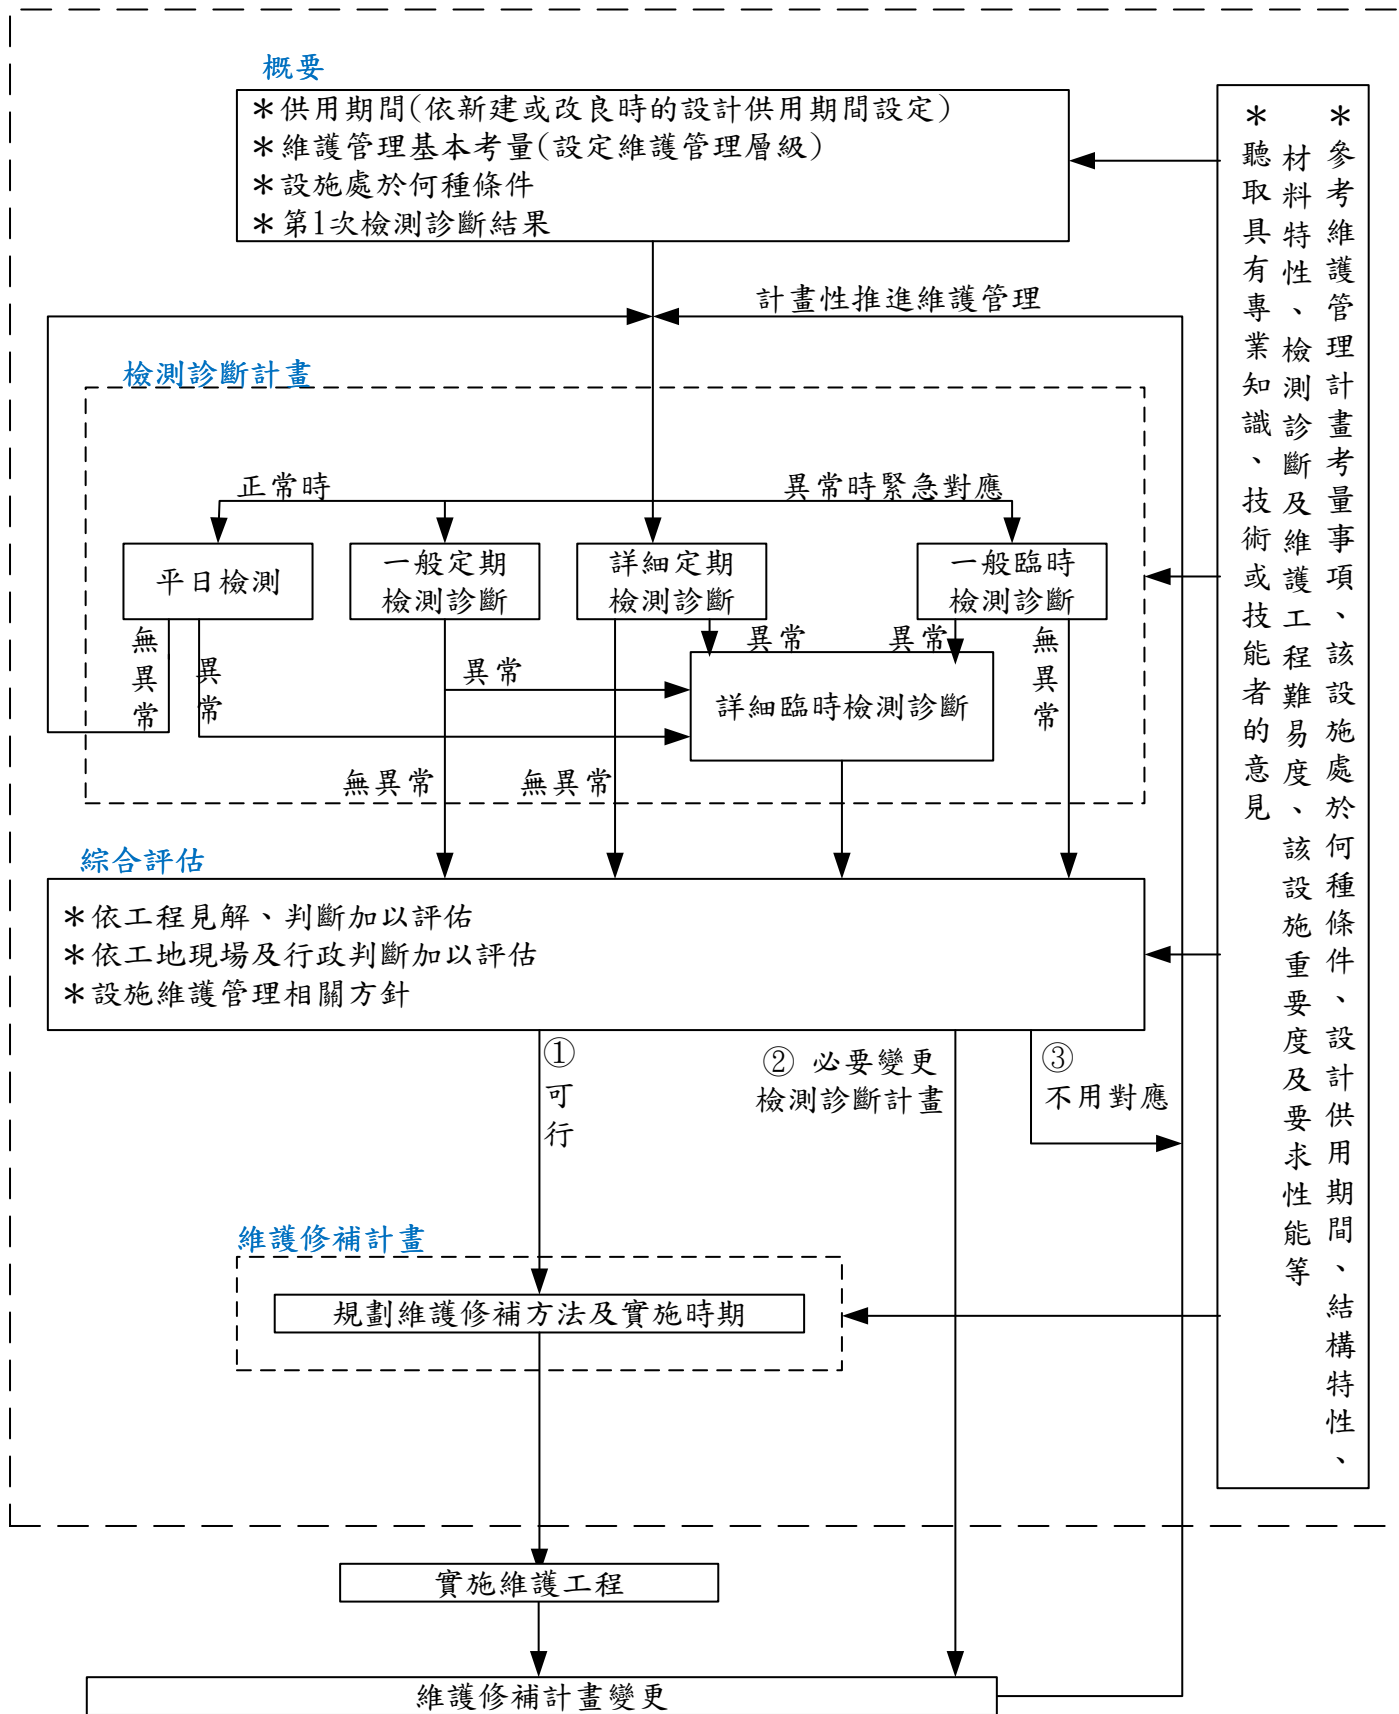 概要
＊供用期間(依新建或改良時的設計供用期間設定)
＊維護管理基本考量(設定維護管理層級)
＊設施處於何種條件
＊第1次檢測診斷結果
計畫性推進維護管理
檢測診斷計畫
正常時
異常時緊急對應
平日檢測
一般定期
檢測診斷
詳細定期
檢測診斷
一般臨時
檢測診斷
無異常
異常
異常
異常
異常
無異常
詳細臨時檢測診斷
無異常
無異常
綜合評估
＊依工程見解、判斷加以評估
＊依工地現場及行政判斷加以評估
＊設施維護管理相關方針
①
可行
② 必要變更
檢測診斷計畫
③
不用對應
維護修補計畫
規劃維護修補方法及實施時期
實施維護工程
維護修補計畫變更
＊參考維護管理計畫考量事項、該設施處於何種條件、設計供用期間、結構特性、
材料特性、檢測診斷及維護工程難易度、該設施重要度及要求性能等
＊聽取具有專業知識、技術或技能者的意見